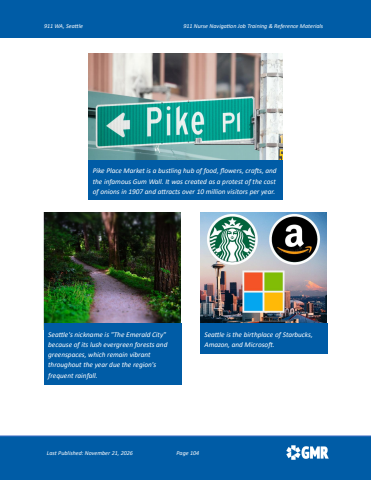 911 WA, Seattle
911 Nurse Navigation Job Training & Reference Materials
Pike Pl
Pike Place Market is a bustling hub of food, flowers, crafts, and
the infamous Gum Wall. It was created as a protest of the cost
of onions in 1907 and attracts over 10 million visitors per year.
a
Seattle's nickname is "The Emerald City"
because of its lush evergreen forests and
greenspaces, which remain vibrant
throughout the year due the region's
frequent rainfall.
Seattle is the birthplace of Starbucks,
Amazon, and Microsoft.
Last Published: November 21, 2026
Page 104
GMR